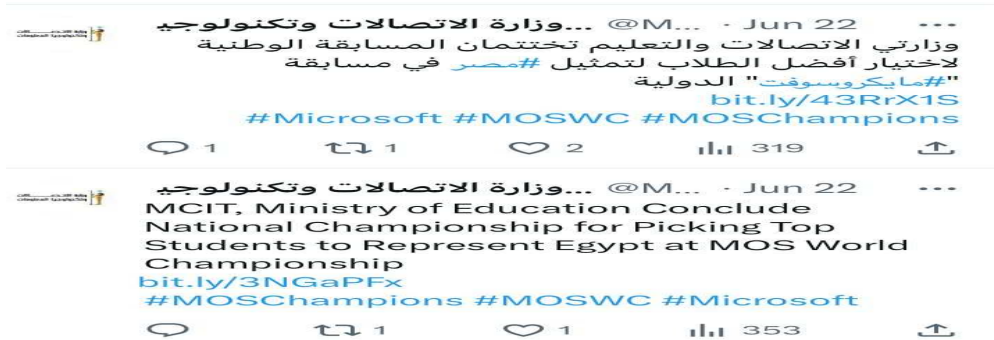 وزارة الاتصالات وتكنولوجي... @M... · Jun 22
وزارتي الاتصالات والتعليم تختتمان المسابقة الوطنية
لاختيار أفضل الطلاب لتمثيل #مصر في مسابقة
"#مايكروسوفت" الدولية
bit.ly/43RrX1S
#Microsoft #MOSWC #MOSChampions
1 1 2 319
وزارة الاتصالات وتكنولوجي... @M... · Jun 22
MCIT, Ministry of Education Conclude
National Championship for Picking Top
Students to Represent Egypt at MOS World
Championship
bit.ly/3NGaPFx
#MOSChampions #MOSWC #Microsoft
1 1 353